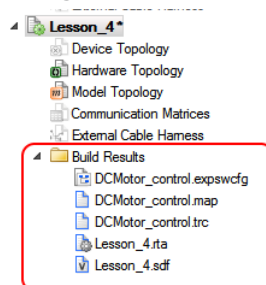 Lesson_4*
Device Topology
Hardware Topology
Model Topology
Communication Matrices
External Cable Harness
Build Results
DCMotor_control.expswcfg
DCMotor_control.map
DCMotor_control.trc
Lesson_4.rta
Lesson_4.sdf